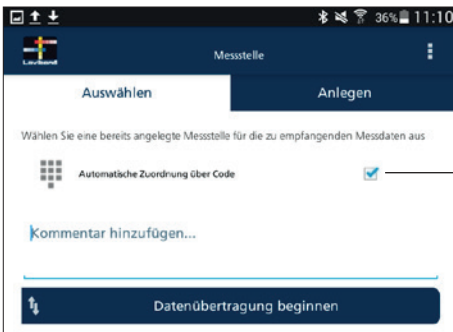 36% 11:10
Lovibond
Messstelle
Auswählen
Anlegen
Wählen Sie eine bereits angelegte Messstelle für die zu empfangenden Messdaten aus
Automatische Zuordnung über Code
Kommentar hinzufügen...
Datenübertragung beginnen